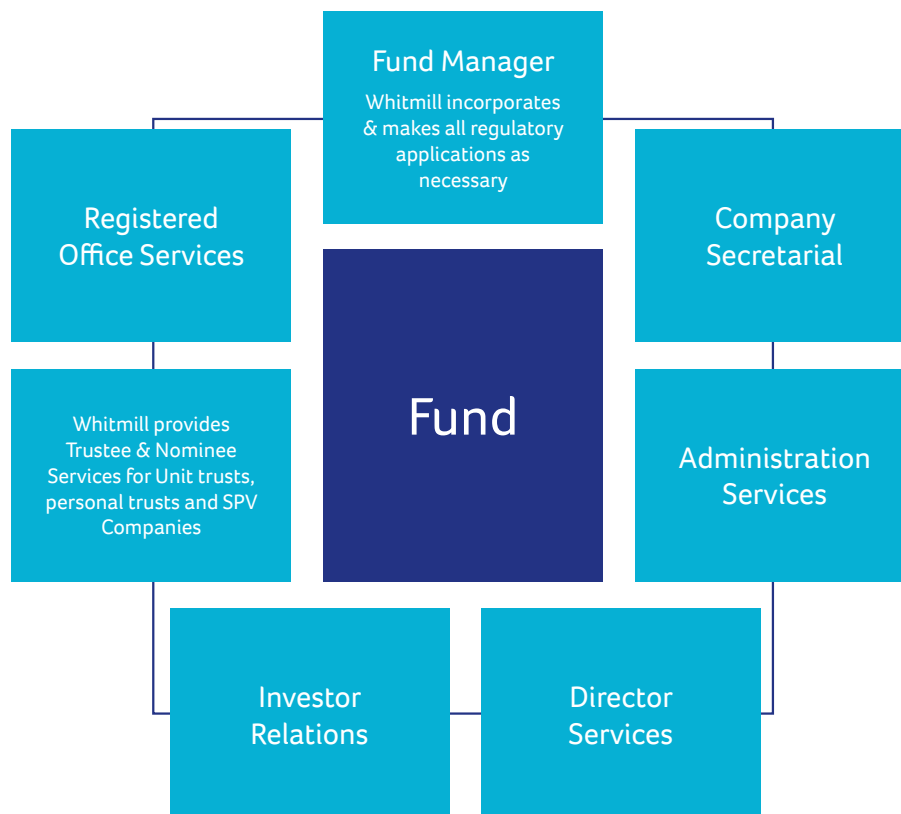 Fund Manager
Whitmill incorporates
& makes all regulatory
applications as
necessary
Registered
Office Services
Company
Secretarial
Fund
Whitmill provides
Trustee & Nominee
Services for Unit trusts,
personal trusts and SPV
Companies
Administration
Services
Investor
Relations
Director
Services